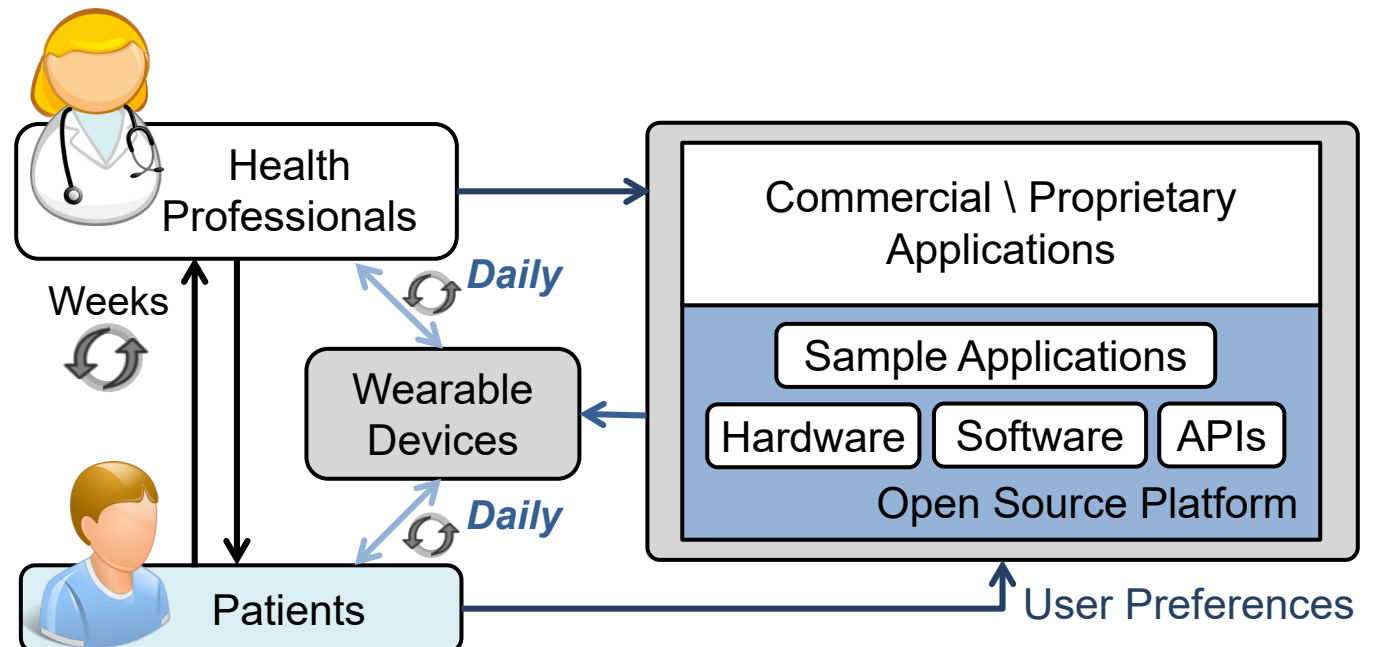 Health
Professionals
Commercial \ Proprietary
Applications
Weeks
Daily
Sample Applications
Wearable
Devices
Hardware
Software
APIs
Open Source Platform
Daily
Patients
User Preferences